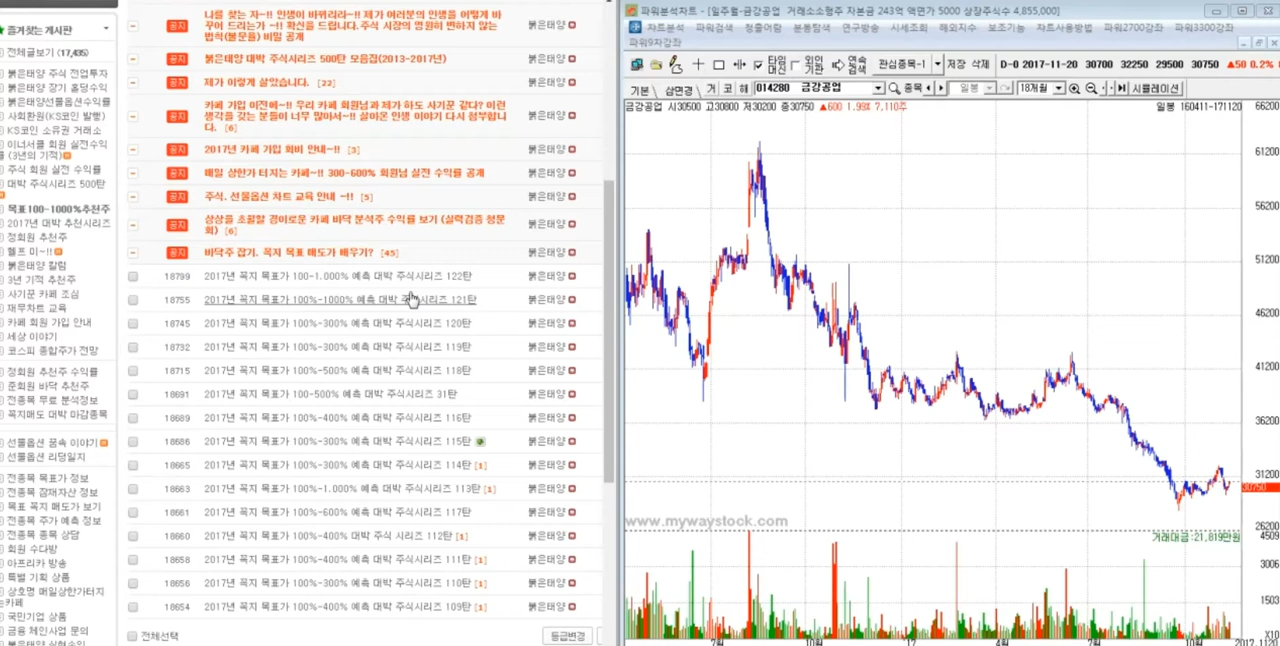 즐겨찾는 게시판
전체글보기 (17,435)
붉은태양 주식 전업투자
붉은태양 장기 홀딩수익
붉은태양선물옵션수익률
사회환원(KS코인 발행)
KS코인 소유권 거래소
이너서클 회원 실전수익률 (3년의 기적)
주식 회원 실전 수익률
대박 주식시리즈 500탄
목표100-1000%추천주
2017년 대박 추천시리즈
정회원 추천주
헬프 미~!!
붉은태양 칼럼
3년 기적 추천주
사기꾼 카페 조심
재무차트 교육
카페 회원 가입 안내
세상 이야기
코스피 종합주가 전망
정회원 추천주 수익률
준회원 바닥 추천주
전종목 무료 분석정보
꼭지매도 대박 마감종목
선물옵션 꿈속 이야기
선물옵션 리딩일지
전종목 목표가 정보
전종목 잠재자산 정보
목표 꼭지 매도가 보기
전종목 주가 예측 정보
전종목 종목 상담
회원 수다방
아프리카 방송
특별 기획 상품
상호명 매일상한가터지
는카페
국민기업 상품
금융 체인사업 문의
공지 나를 찾는 자~!! 인생이 바뀌리라~!! 제가 여러분의 인생을 어떻게 바
꾸어 드리는가 ~!! 확신을 드립니다.주식 시장의 영원히 변하지 않는
법칙(불문율) 비밀 공개 붉은태양
공지 붉은태양 대박 주식시리즈 500탄 모음집(2013-2017년) 붉은태양
공지 제가 이렇게 살았습니다. [22] 붉은태양
공지 카페 가입 이전에~!! 우리 카페 회원님과 제가 하도 사기꾼 같다? 이런
생각을 갖는 분들이 너무 많아서~!! 살아온 인생 이야기 다시 첨부합니
다. [6] 붉은태양
공지 2017년 카페 가입 회비 안내~!! [3] 붉은태양
공지 매일 상한가 터지는 카페~!! 300-600% 회원님 실전 수익률 공개 붉은태양
공지 주식. 선물옵션 차트 교육 안내 ~!! [5] 붉은태양
공지 상상을 초월할 경이로운 카페 바닥 분석주 수익률 보기 (실력검증 형문
회) [6] 붉은태양
공지 바닥주 잡기. 꼭지 목표 매도가 배우기? [45] 붉은태양
18799 2017년 꼭지 목표가 100-1.000% 예측 대박 주식시리즈 122탄 붉은태양
18755 2017년 꼭지 목표가 100%-1000% 예측 대박 주식시리즈 121탄 붉은태양
18745 2017년 꼭지 목표가 100%-300% 예측 대박 주식시리즈 120탄 붉은태양
18732 2017년 꼭지 목표가 100%-300% 예측 대박 주식시리즈 119탄 붉은태양
18715 2017년 꼭지 목표가 100%-500% 예측 대박 주식시리즈 118탄 붉은태양
18691 2017년 꼭지 목표가 100-500% 예측 대박 주식시리즈 31탄 붉은태양
18689 2017년 꼭지 목표가 100%-400% 예측 대박 주식시리즈 116탄 붉은태양
18686 2017년 꼭지 목표가 100%-300% 예측 대박 주식시리즈 115탄 붉은태양
18665 2017년 꼭지 목표가 100%-300% 예측 대박 주식시리즈 114탄 [1] 붉은태양
18663 2017년 꼭지 목표가 100%-1.000% 예측 대박 주식시리즈 113탄 [1] 붉은태양
18661 2017년 꼭지 목표가 100%-600% 예측 대박 주식시리즈 117탄 붉은태양
18660 2017년 꼭지 목표가 100%-400% 대박 주식 시리즈 112탄 [1] 붉은태양
18658 2017년 꼭지 목표가 100%-400% 예측 대박 주식시리즈 111탄 [1] 붉은태양
18656 2017년 꼭지 목표가 100%-300% 예측 대박 주식시리즈 110탄 [1] 붉은태양
18654 2017년 꼭지 목표가 100%-400% 예측 대박 주식시리즈 109탄 [1] 붉은태양
전체선택 등급변경
파워분석차트 - [일주월-금강공업 거래소소형주 자본금 243억 액면가 5000 상장주식수 4,855,000]
차트분석 파워검색 정출어람 분통탐색 연구방송 시세조회 해외지수 보조기능 차트사용법 파워2700강좌 파워3300강좌
파워9자강좌
타임머신 외인기관 연속검색 관심종목-1 저장 삭제 D-0 2017-11-20 30700 32250 29500 30750 ▲50 0.2%
기본 삼면경 가 코 해 014280 금강공업 종목 일봉 18개월 시뮬레이션
금강공업 시30500 고30800 저30200 종30750 ▲600 1.99% 7.110주 일봉 160411-171120
66200
61200
56200
51200
46200
41200
36200
31200
30750
26200
www.mywaystock.com
거래대금:21,819만원
4509
3006
1503
X10
7월 10월 17 4월 7월 10월 2017.1120